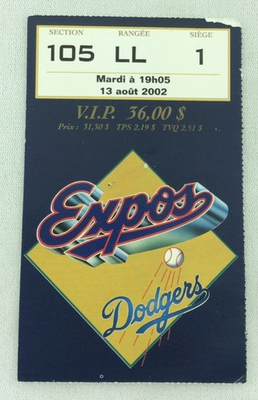 SECTION RANGÉE SIÈGE
105 LL 1
Mardi à 19h05
13 août 2002
V.I.P. 36,00 $
Prix : 31,30 $ TPS 2,19 $ TVQ 2,51 $
Expos
Dodgers